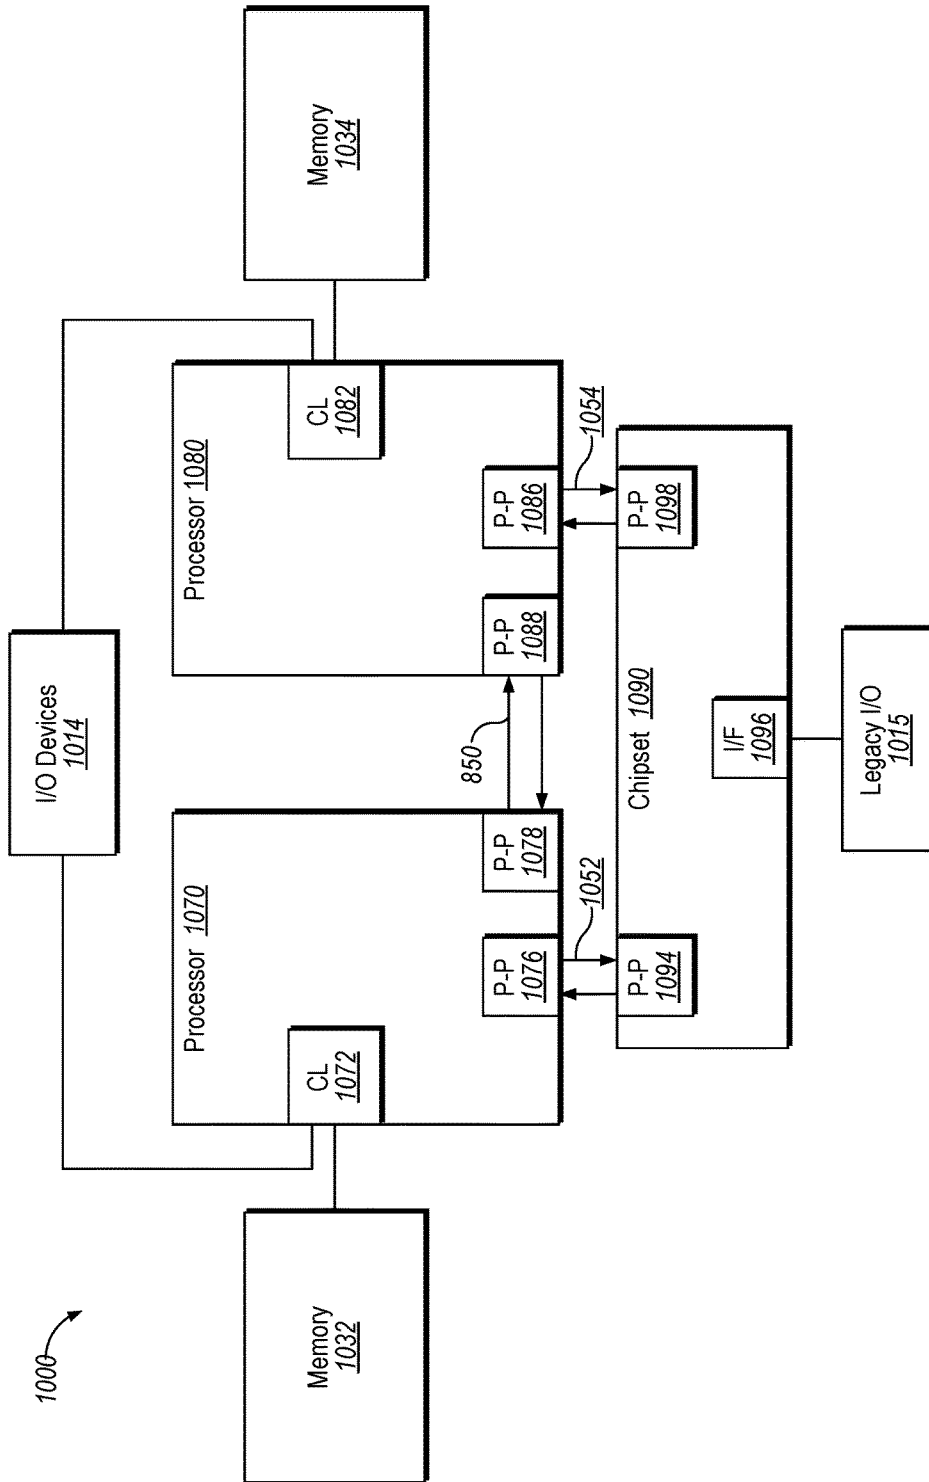 1000
I/O Devices
1014
Memory
1032
Processor 1070
CL
1072
P-P
1076
P-P
1078
850
Processor 1080
CL
1082
P-P
1088
P-P
1086
Memory
1034
1052
1054
P-P
1094
Chipset 1090
P-P
1098
I/F
1096
Legacy I/O
1015